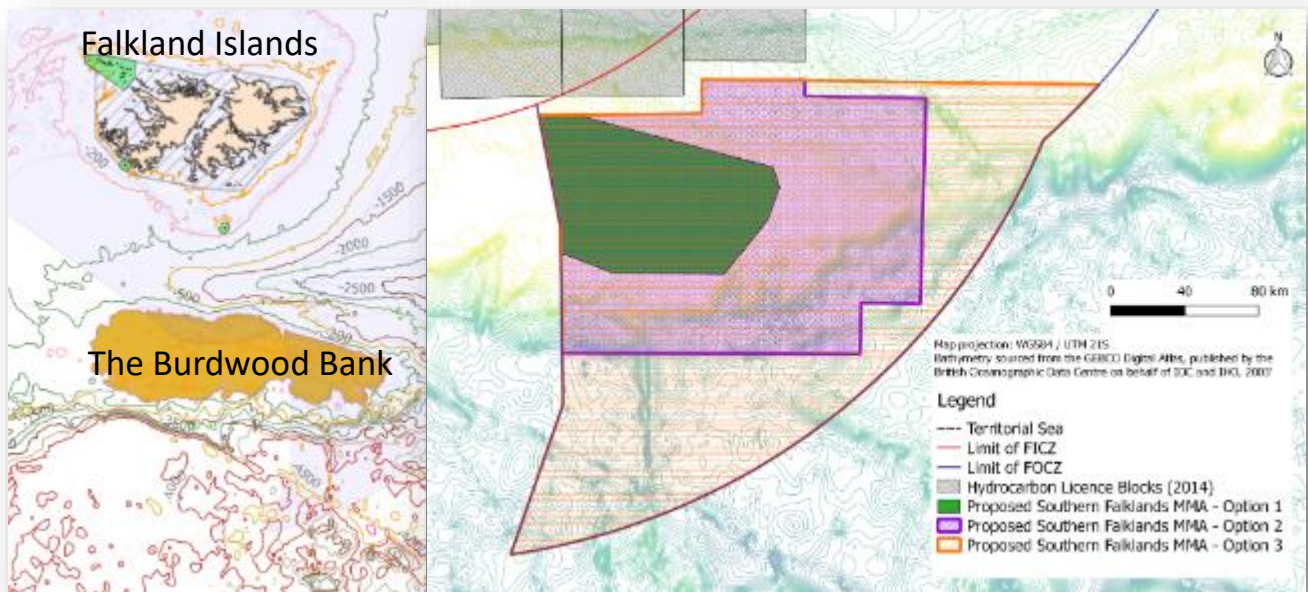 Falkland Islands
-200
-1500
-2000
-2500
The Burdwood Bank
N
0 40 80 km
Map projection: WGS84 / UTM 21S
Bathymetry sourced from the GEBCO Digital Atlas, published by the
British Oceanographic Data Centre on behalf of IOC and IHO, 2003
Legend
Territorial Sea
Limit of FICZ
Limit of FOCZ
Hydrocarbon Licence Blocks (2014)
Proposed Southern Falklands MMA - Option 1
Proposed Southern Falklands MMA - Option 2
Proposed Southern Falklands MMA - Option 3